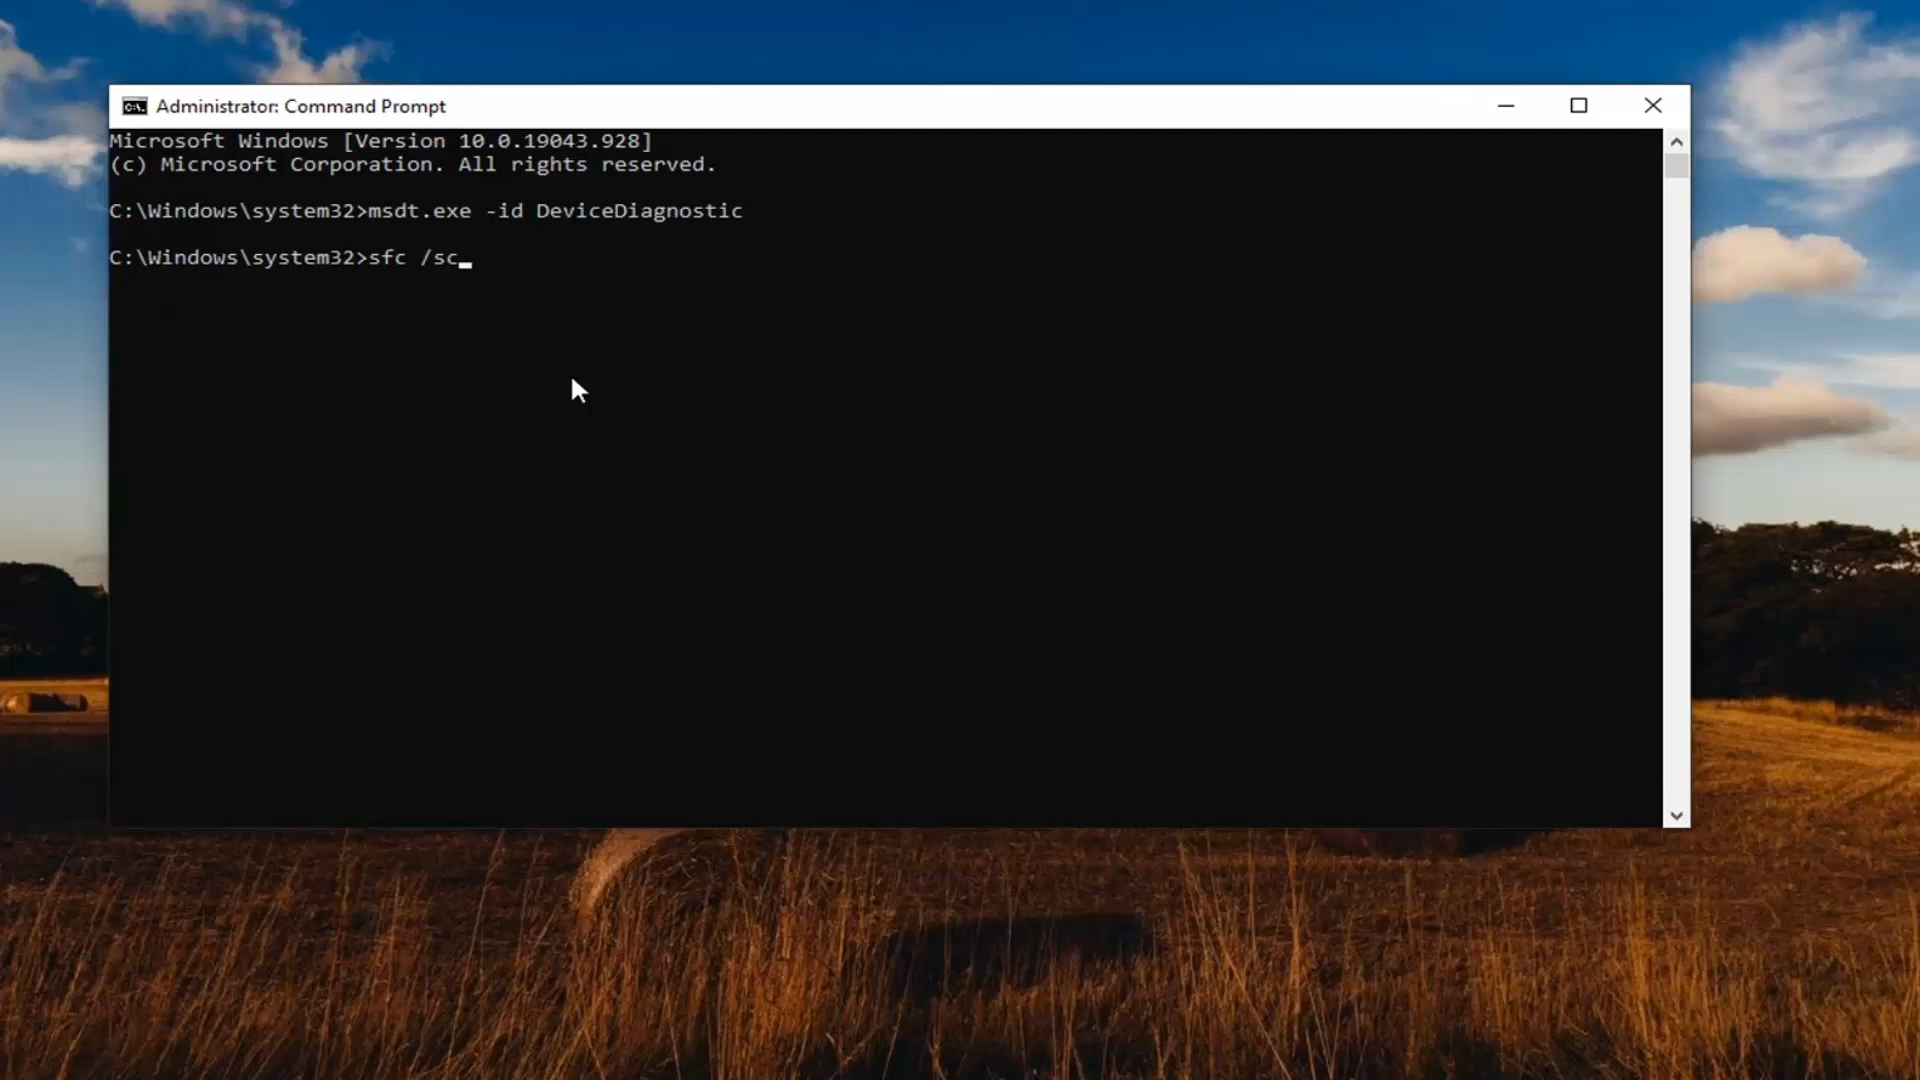 Administrator: Command Prompt
Microsoft Windows [Version 10.0.19043.928]
(c) Microsoft Corporation. All rights reserved.
C:\Windows\system32>msdt.exe -id DeviceDiagnostic
C:\Windows\system32>sfc /sc